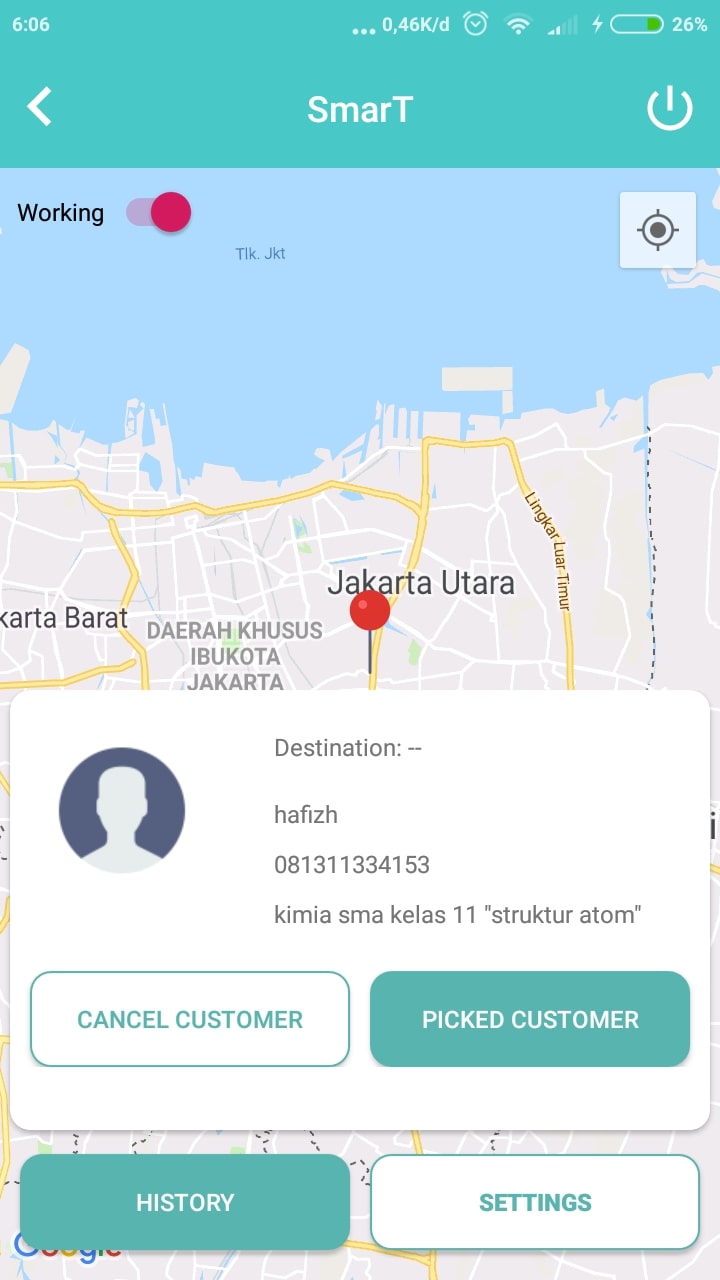 6:06
... 0,46K/d 26%
SmarT
Working
Tlk. Jkt
Lingkar Luar Timur
Jakarta Utara
karta Barat
DAERAH KHUSUS
IBUKOTA
JAKARTA
Destination: --
hafizh
081311334153
kimia sma kelas 11 "struktur atom"
CANCEL CUSTOMER
PICKED CUSTOMER
HISTORY
SETTINGS
Google